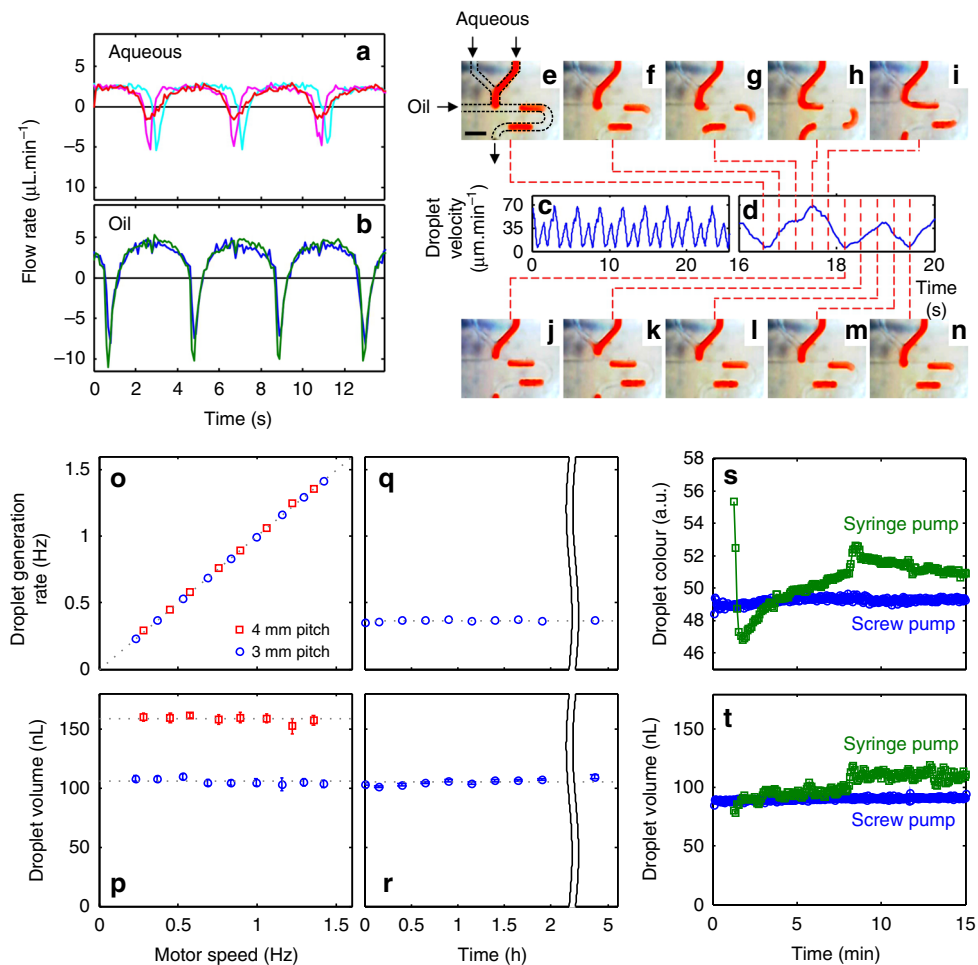 Aqueous
a
5
0
−5
10
Flow rate (µL.min−1)
Oil
b
5
0
−5
−10
0
3
6
9
12
Time (s)
Aqueous
Oil
e
f
g
h
i
Droplet
velocity
(µm.min−1)
70
35
0
c
d
0
10
20
16
18
20
Time
(s)
j
k
l
m
n
Droplet generation
rate (Hz)
1.5
1
0.5
0
o
4 mm pitch
3 mm pitch
q
Droplet volume (nL)
150
100
50
0
p
r
0
0.5
1
1.5
Motor speed (Hz)
0
0.5
1
1.5
2
4
Time (h)
Droplet colour (a.u.)
58
56
54
52
50
48
46
s
Syringe pump
Screw pump
Droplet volume (nL)
150
100
50
0
t
Syringe pump
Screw pump
0
5
10
15
Time (min)